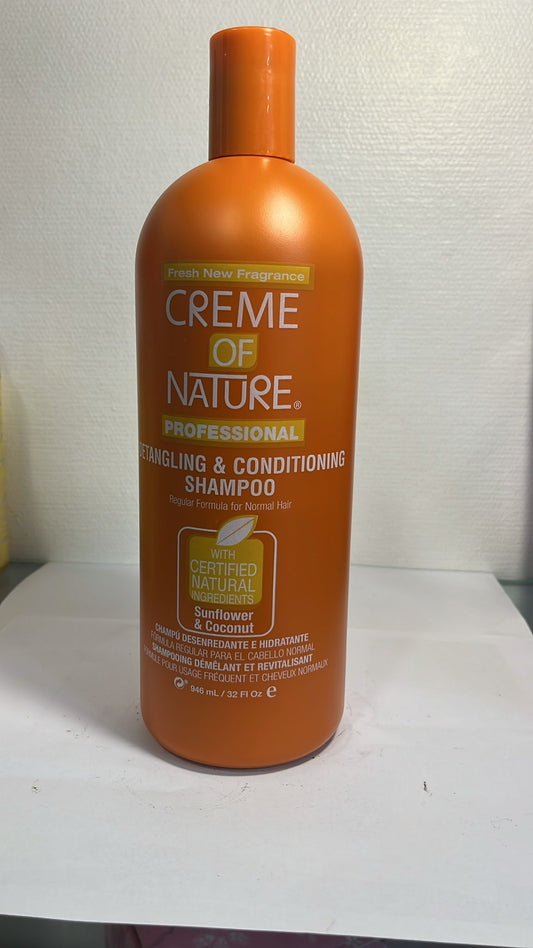 Fresh New Fragrance
CREME
OF
NATURE®
PROFESSIONAL
DETANGLING & CONDITIONING
SHAMPOO
Regular Formula for Normal Hair
WITH
CERTIFIED
NATURAL
INGREDIENTS
Sunflower
& Coconut
CHAMPÚ DESENREDANTE E HIDRATANTE
FÓRMULA REGULAR PARA EL CABELLO NORMAL
SHAMPOOING DÉMÊLANT ET REVITALISANT
FORMULE POUR USAGE FRÉQUENT ET CHEVEUX NORMAUX
946 mL / 32 Fl Oz e